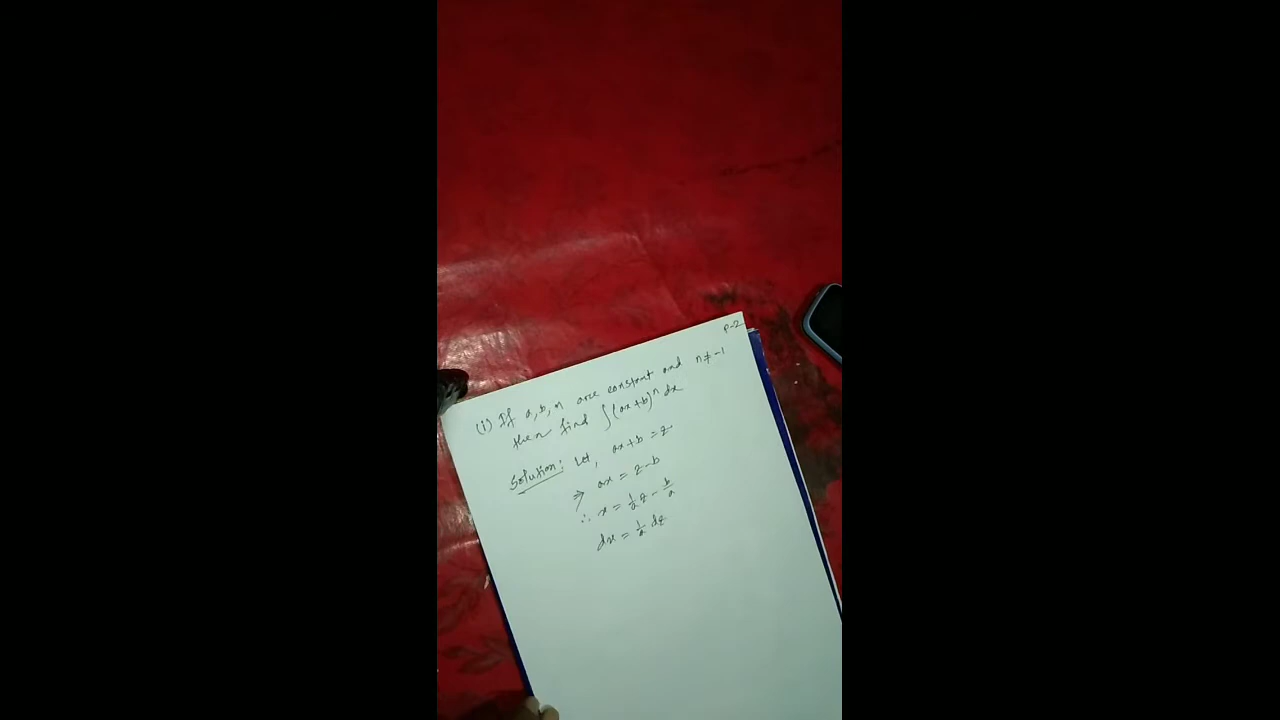 P-2
(i) If a, b, n are constant and n ≠ -1
then find ∫(ax+b)ⁿ dx
Solution: Let, ax+b = z
⇒ ax = z-b
∴ x = 1/a z - b/a
dx = 1/a dz